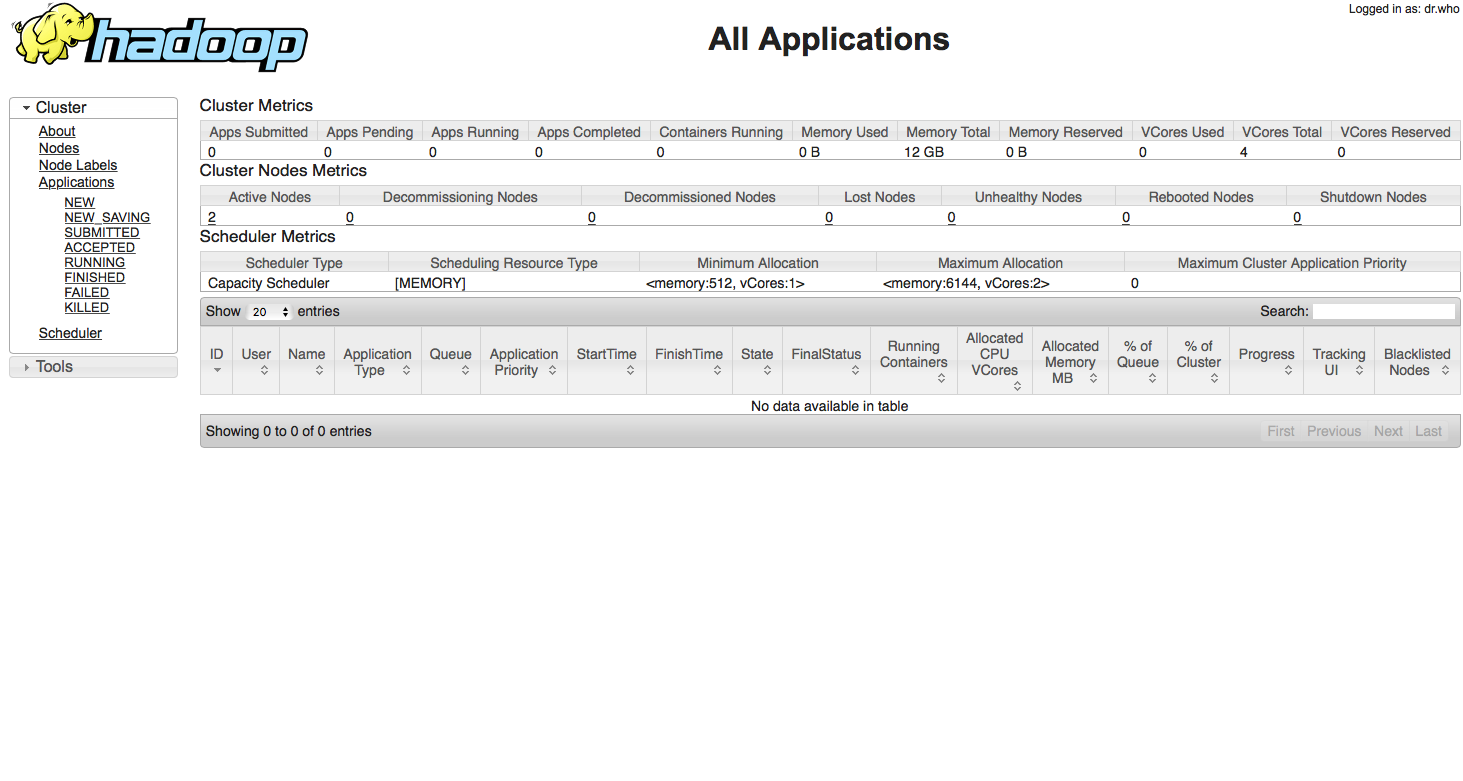 Logged in as: dr.who
hadoop
All Applications
Cluster
About
Nodes
Node Labels
Applications
NEW
NEW_SAVING
SUBMITTED
ACCEPTED
RUNNING
FINISHED
FAILED
KILLED
Scheduler
Tools
Cluster Metrics
Apps Submitted Apps Pending Apps Running Apps Completed Containers Running Memory Used Memory Total Memory Reserved VCores Used VCores Total VCores Reserved
0 0 0 0 0 0 B 12 GB 0 B 0 4 0
Cluster Nodes Metrics
Active Nodes Decommissioning Nodes Decommissioned Nodes Lost Nodes Unhealthy Nodes Rebooted Nodes Shutdown Nodes
2 0 0 0 0 0 0
Scheduler Metrics
Scheduler Type Scheduling Resource Type Minimum Allocation Maximum Allocation Maximum Cluster Application Priority
Capacity Scheduler [MEMORY] <memory:512, vCores:1> <memory:6144, vCores:2> 0
Show 20 entries Search:
ID User Name Application Type Queue Application Priority StartTime FinishTime State FinalStatus Running Containers Allocated CPU VCores Allocated Memory MB % of Queue % of Cluster Progress Tracking UI Blacklisted Nodes
No data available in table
Showing 0 to 0 of 0 entries First Previous Next Last